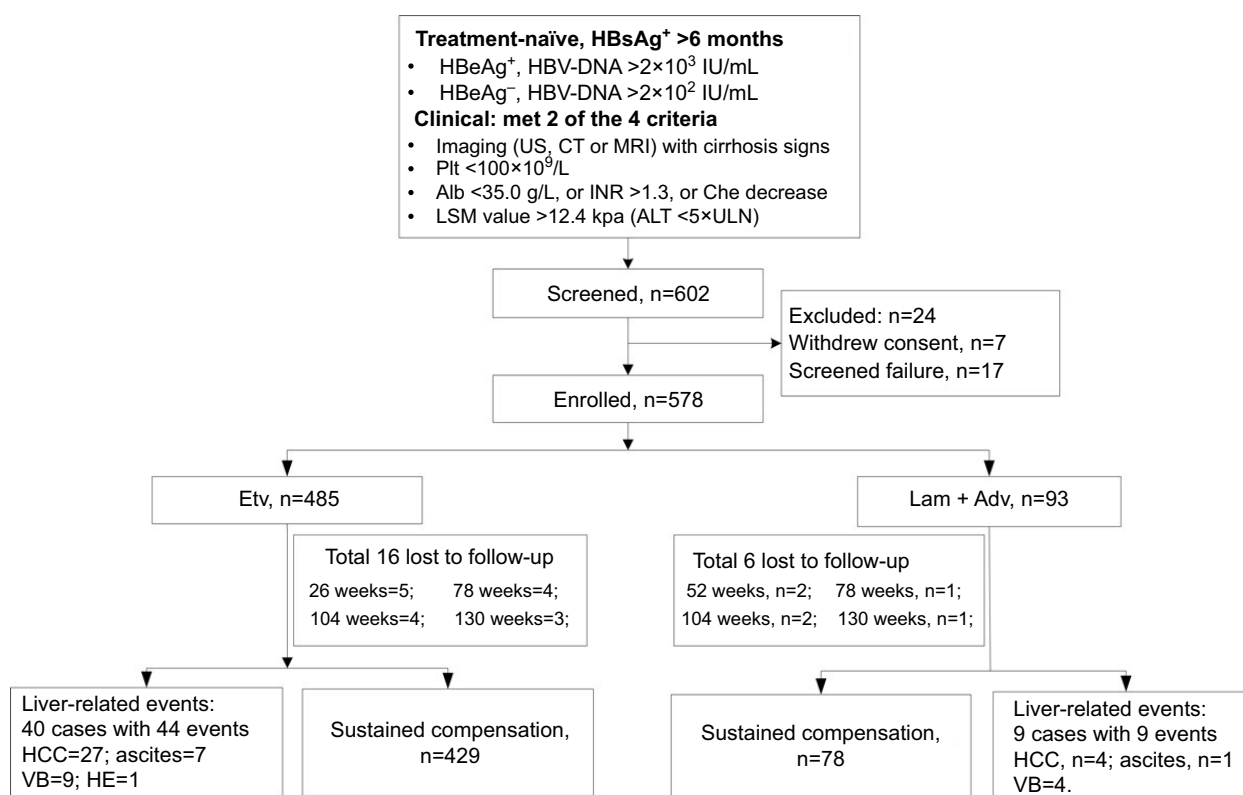 Treatment-naïve, HBsAg⁺ >6 months
• HBeAg⁺, HBV-DNA >2×10³ IU/mL
• HBeAg⁻, HBV-DNA >2×10² IU/mL
Clinical: met 2 of the 4 criteria
• Imaging (US, CT or MRI) with cirrhosis signs
• Plt <100×10⁹/L
• Alb <35.0 g/L, or INR >1.3, or Che decrease
• LSM value >12.4 kpa (ALT <5×ULN)
Screened, n=602
Excluded: n=24
Withdrew consent, n=7
Screened failure, n=17
Enrolled, n=578
Etv, n=485
Lam + Adv, n=93
Total 16 lost to follow-up
26 weeks=5; 78 weeks=4;
104 weeks=4; 130 weeks=3;
Total 6 lost to follow-up
52 weeks, n=2; 78 weeks, n=1;
104 weeks, n=2; 130 weeks, n=1;
Liver-related events:
40 cases with 44 events
HCC=27; ascites=7
VB=9; HE=1
Sustained compensation,
n=429
Sustained compensation,
n=78
Liver-related events:
9 cases with 9 events
HCC, n=4; ascites, n=1
VB=4.